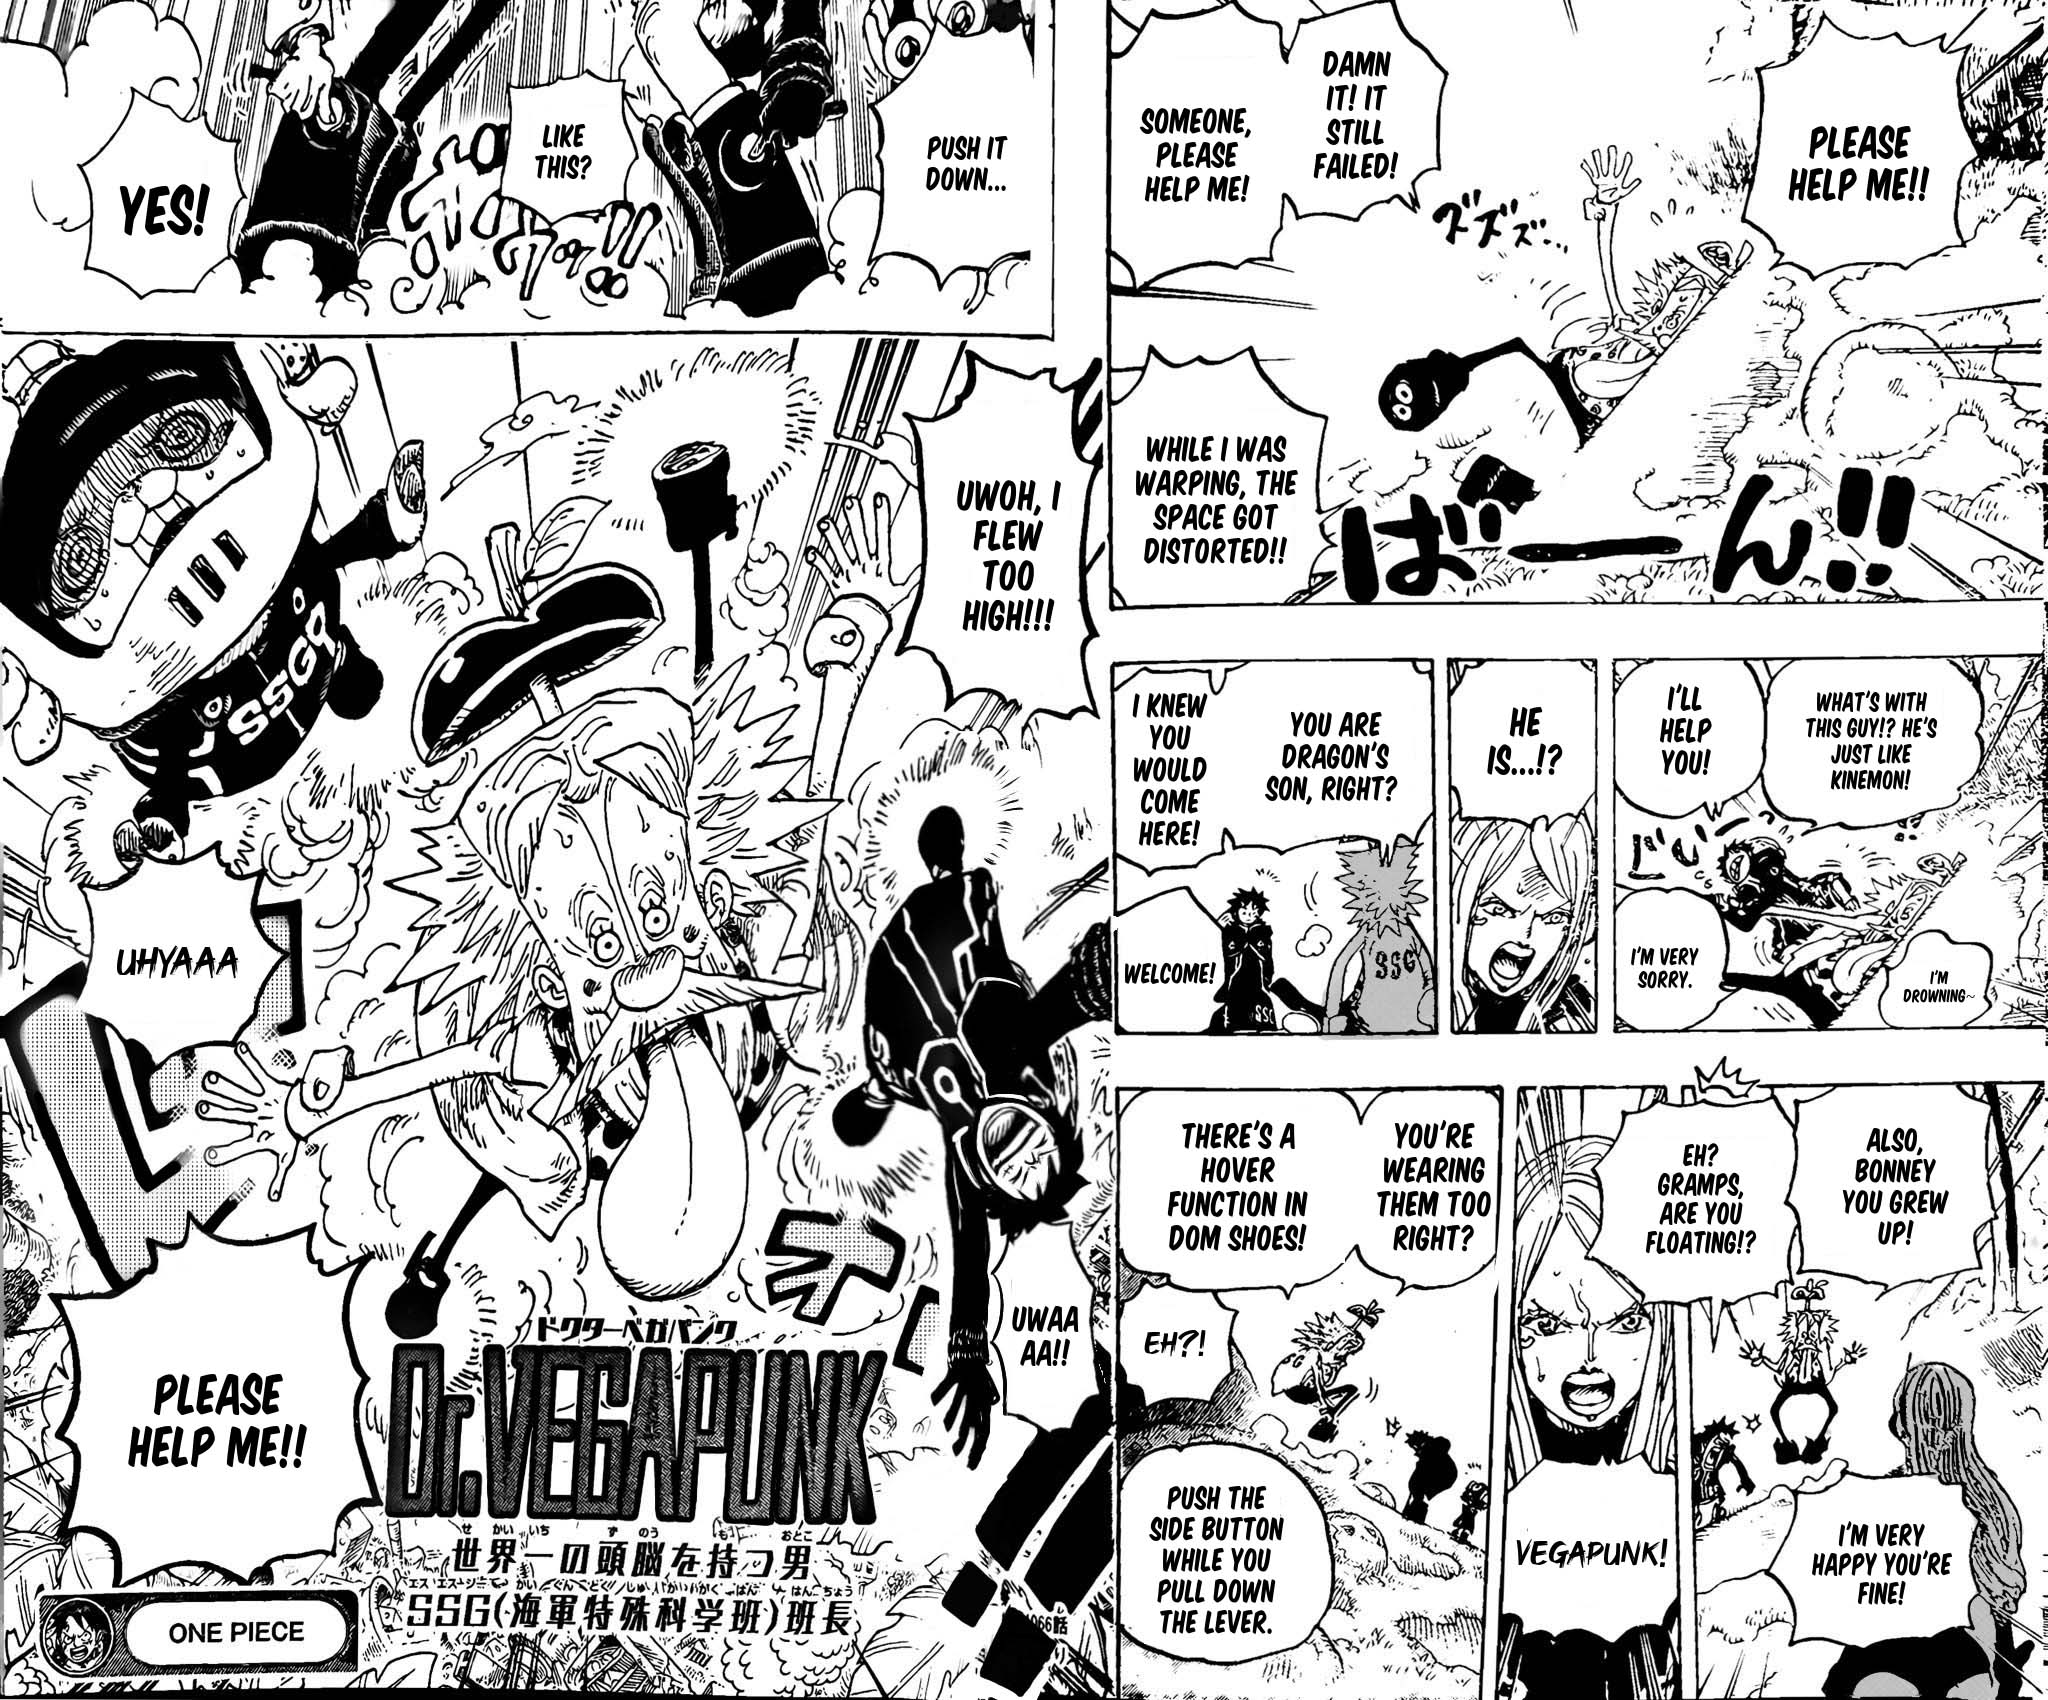 PLEASE
HELP ME!!
DAMN
IT! IT
STILL
FAILED!
SOMEONE,
PLEASE
HELP ME!
ズズズ...
WHILE I WAS
WARPING, THE
SPACE GOT
DISTORTED!!
ばーん!!
WHAT'S WITH
THIS GUY!? HE'S
JUST LIKE
KINEMON!
I'LL
HELP
YOU!
I'M
DROWNING~
I'M VERY
SORRY.
HE
IS...!?
YOU ARE
DRAGON'S
SON, RIGHT?
I KNEW
YOU
WOULD
COME
HERE!
WELCOME!
SSG
SSG
ALSO,
BONNEY
YOU GREW
UP!
EH?
GRAMPS,
ARE YOU
FLOATING!?
I'M VERY
HAPPY YOU'RE
FINE!
VEGAPUNK!
YOU'RE
WEARING
THEM TOO
RIGHT?
THERE'S A
HOVER
FUNCTION IN
DOM SHOES!
EH?!
PUSH THE
SIDE BUTTON
WHILE YOU
PULL DOWN
THE LEVER.
PUSH IT
DOWN...
LIKE
THIS?
YES!
UWOH, I
FLEW
TOO
HIGH!!!
6
SSG
UHYAAA
UWAA
AA!!
PLEASE
HELP ME!!
ドクターベガパンク
Dr.VEGAPUNK
世界一の頭脳を持つ男
SSG(海軍特殊科学班)班長
ONE PIECE